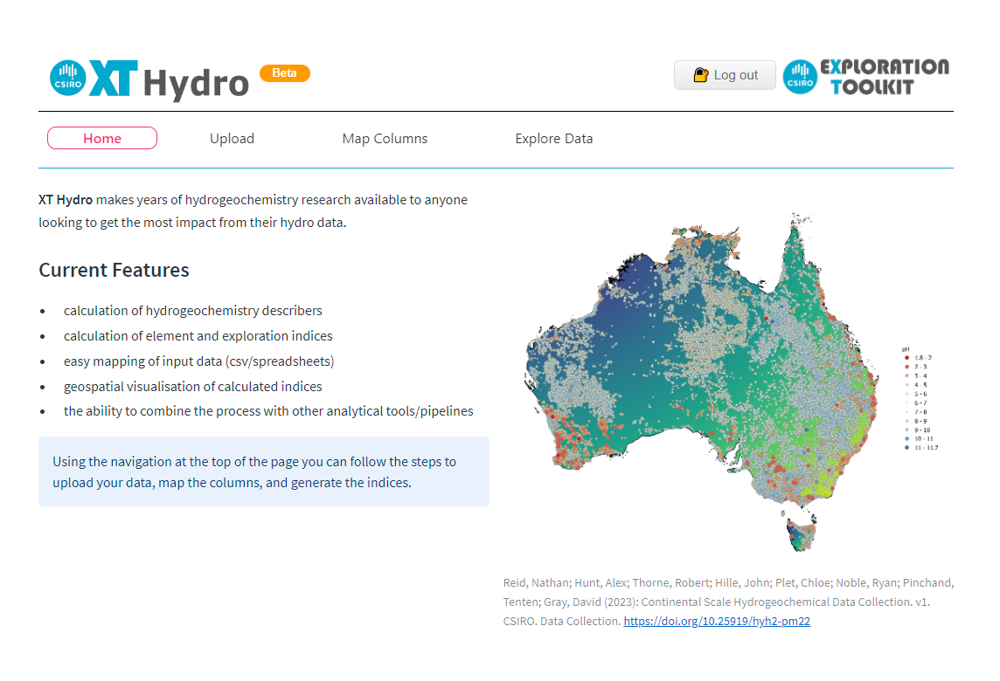 CSIRO
XT Hydro
Beta
Log out
CSIRO
EXPLORATION
TOOLKIT
Home
Upload
Map Columns
Explore Data
XT Hydro makes years of hydrogeochemistry research available to anyone
looking to get the most impact from their hydro data.
Current Features
• calculation of hydrogeochemistry describers
• calculation of element and exploration indices
• easy mapping of input data (csv/spreadsheets)
• geospatial visualisation of calculated indices
• the ability to combine the process with other analytical tools/pipelines
Using the navigation at the top of the page you can follow the steps to
upload your data, map the columns, and generate the indices.
pH
1.8 - 2
2 - 3
3 - 4
4 - 5
5 - 6
6 - 7
7 - 8
8 - 9
9 - 10
10 - 11
11 - 11.7
Reid, Nathan; Hunt, Alex; Thorne, Robert; Hille, John; Plet, Chloe; Noble, Ryan; Pinchand,
Tenten; Gray, David (2023): Continental Scale Hydrogeochemical Data Collection. v1.
CSIRO. Data Collection. https://doi.org/10.25919/hyh2-pm22